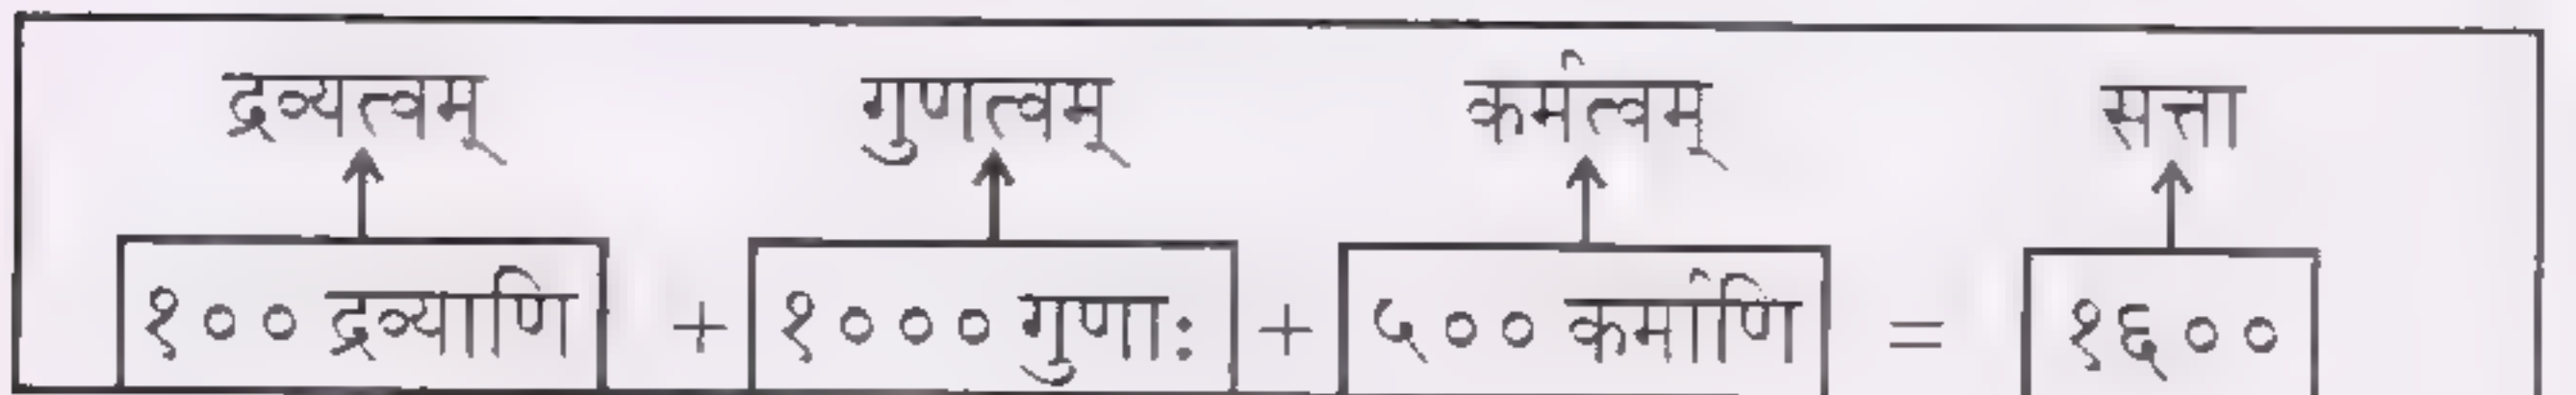 द्रव्यत्वम् गुणत्वम् कर्मत्वम् सत्ता
१०० द्रव्याणि + १००० गुणाः + ५०० कर्माणि = १६००